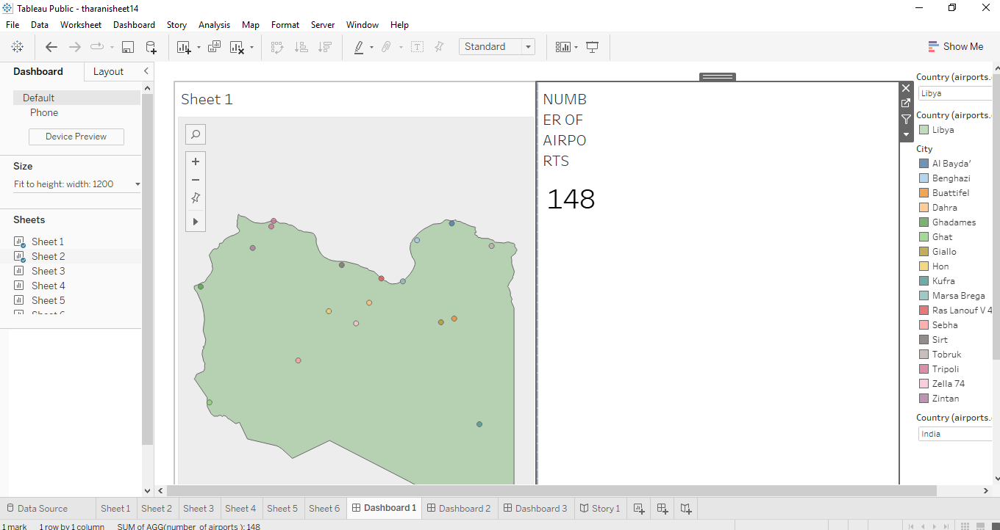 Tableau Public - tharanisheet14
File Data Worksheet Dashboard Story Analysis Map Format Server Window Help
Standard
Show Me
Dashboard Layout
Default
Phone
Device Preview
Size
Fit to height: width: 1200
Sheets
Sheet 1
Sheet 2
Sheet 3
Sheet 4
Sheet 5
Sheet 1
NUMB
ER OF
AIRPO
RTS
148
Country (airports.
Libya
Country (airports.
Libya
City
Al Bayda'
Benghazi
Buattifel
Dahra
Ghadames
Ghat
Giallo
Hon
Kufra
Marsa Brega
Ras Lanouf V 4
Sebha
Sirt
Tobruk
Tripoli
Zella 74
Zintan
Country (airports.
India
Data Source Sheet 1 Sheet 2 Sheet 3 Sheet 4 Sheet 5 Sheet 6 Dashboard 1 Dashboard 2 Dashboard 3 Story 1
1 mark 1 row by 1 column SUM of AGG(number of airports ): 148